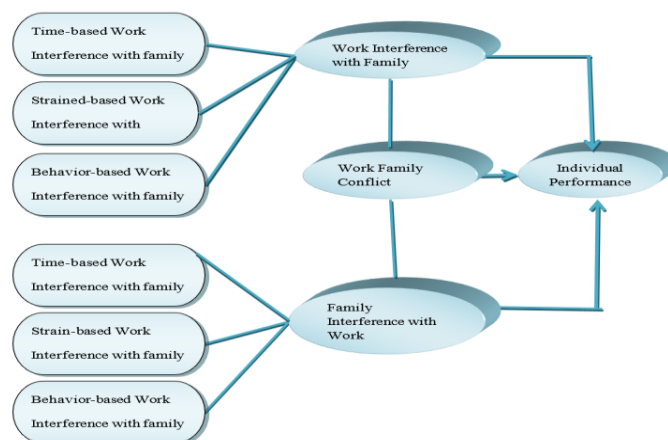 Time-based Work
Interference with family
Strained-based Work
Interference with
Behavior-based Work
Interference with family
Time-based Work
Interference with family
Strain-based Work
Interference with family
Behavior-based Work
Interference with family
Work Interference
with Family
Work Family
Conflict
Family
Interference with
Work
Individual
Performance